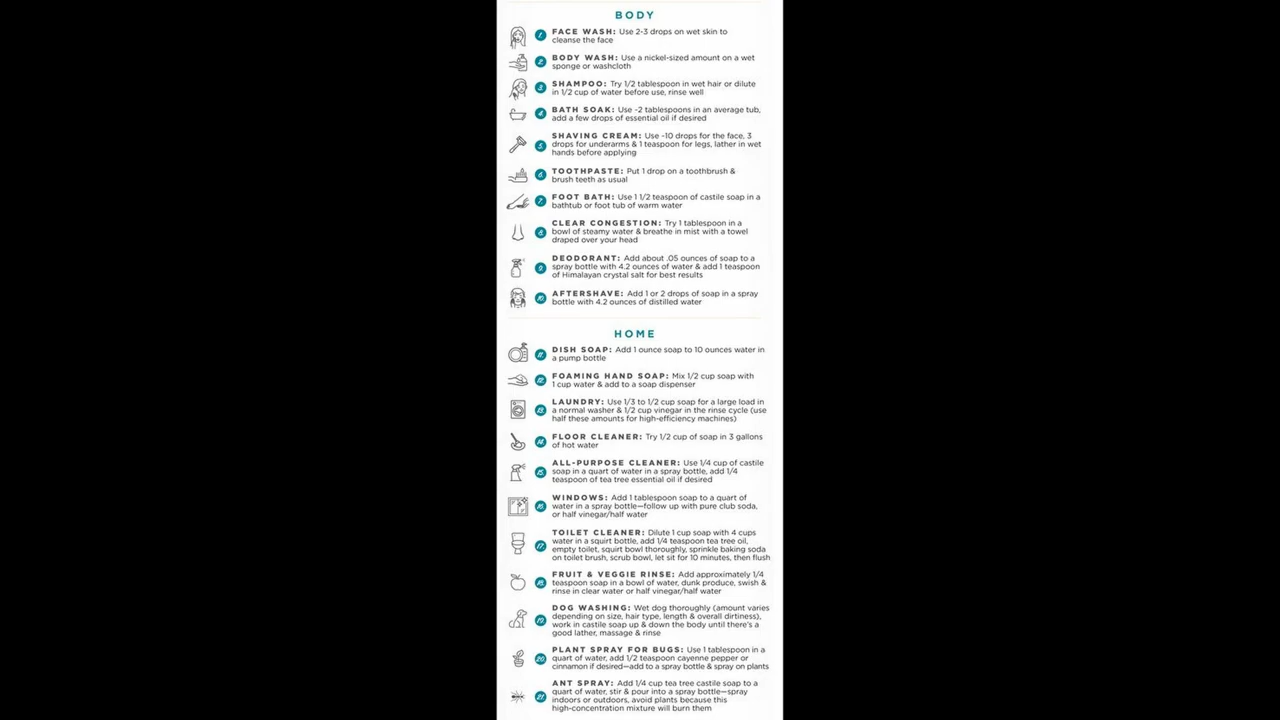 BODY
1. FACE WASH: Use 2-3 drops on wet skin to
cleanse the face
2. BODY WASH: Use a nickel-sized amount on a wet
sponge or washcloth
3. SHAMPOO: Try 1/2 tablespoon in wet hair or dilute
in 1/2 cup of water before use, rinse well
4. BATH SOAK: Use ~2 tablespoons in an average tub,
add a few drops of essential oil if desired
5. SHAVING CREAM: Use ~10 drops for the face, 3
drops for underarms & 1 teaspoon for legs, lather in wet
hands before applying
6. TOOTHPASTE: Put 1 drop on a toothbrush &
brush teeth as usual
7. FOOT BATH: Use 1 1/2 teaspoon of castile soap in a
bathtub or foot tub of warm water
8. CLEAR CONGESTION: Try 1 tablespoon in a
bowl of steamy water & breathe in mist with a towel
draped over your head
9. DEODORANT: Add about .05 ounces of soap to a
spray bottle with 4.2 ounces of water & add 1 teaspoon
of Himalayan crystal salt for best results
10. AFTERSHAVE: Add 1 or 2 drops of soap in a spray
bottle with 4.2 ounces of distilled water
HOME
11. DISH SOAP: Add 1 ounce soap to 10 ounces water in
a pump bottle
12. FOAMING HAND SOAP: Mix 1/2 cup soap with
1 cup water & add to a soap dispenser
13. LAUNDRY: Use 1/3 to 1/2 cup soap for a large load in
a normal washer & 1/2 cup vinegar in the rinse cycle (use
half these amounts for high-efficiency machines)
14. FLOOR CLEANER: Try 1/2 cup of soap in 3 gallons
of hot water
15. ALL-PURPOSE CLEANER: Use 1/4 cup of castile
soap in a quart of water in a spray bottle, add 1/4
teaspoon of tea tree essential oil if desired
16. WINDOWS: Add 1 tablespoon soap to a quart of
water in a spray bottle—follow up with pure club soda,
or half vinegar/half water
17. TOILET CLEANER: Dilute 1 cup soap with 4 cups
water in a squirt bottle, add 1/4 teaspoon tea tree oil,
empty toilet, squirt bowl thoroughly, sprinkle baking soda
on toilet brush, scrub bowl, let sit for 10 minutes, then flush
18. FRUIT & VEGGIE RINSE: Add approximately 1/4
teaspoon soap in a bowl of water, dunk produce, swish &
rinse in clear water or half vinegar/half water
19. DOG WASHING: Wet dog thoroughly (amount varies
depending on size, hair type, length & overall dirtiness),
work in castile soap up & down the body until there's a
good lather, massage & rinse
20. PLANT SPRAY FOR BUGS: Use 1 tablespoon in a
quart of water, add 1/2 teaspoon cayenne pepper or
cinnamon if desired—add to a spray bottle & spray on plants
21. ANT SPRAY: Add 1/4 cup tea tree castile soap to a
quart of water, stir & pour into a spray bottle—spray
indoors or outdoors, avoid plants because this
high-concentration mixture will burn them